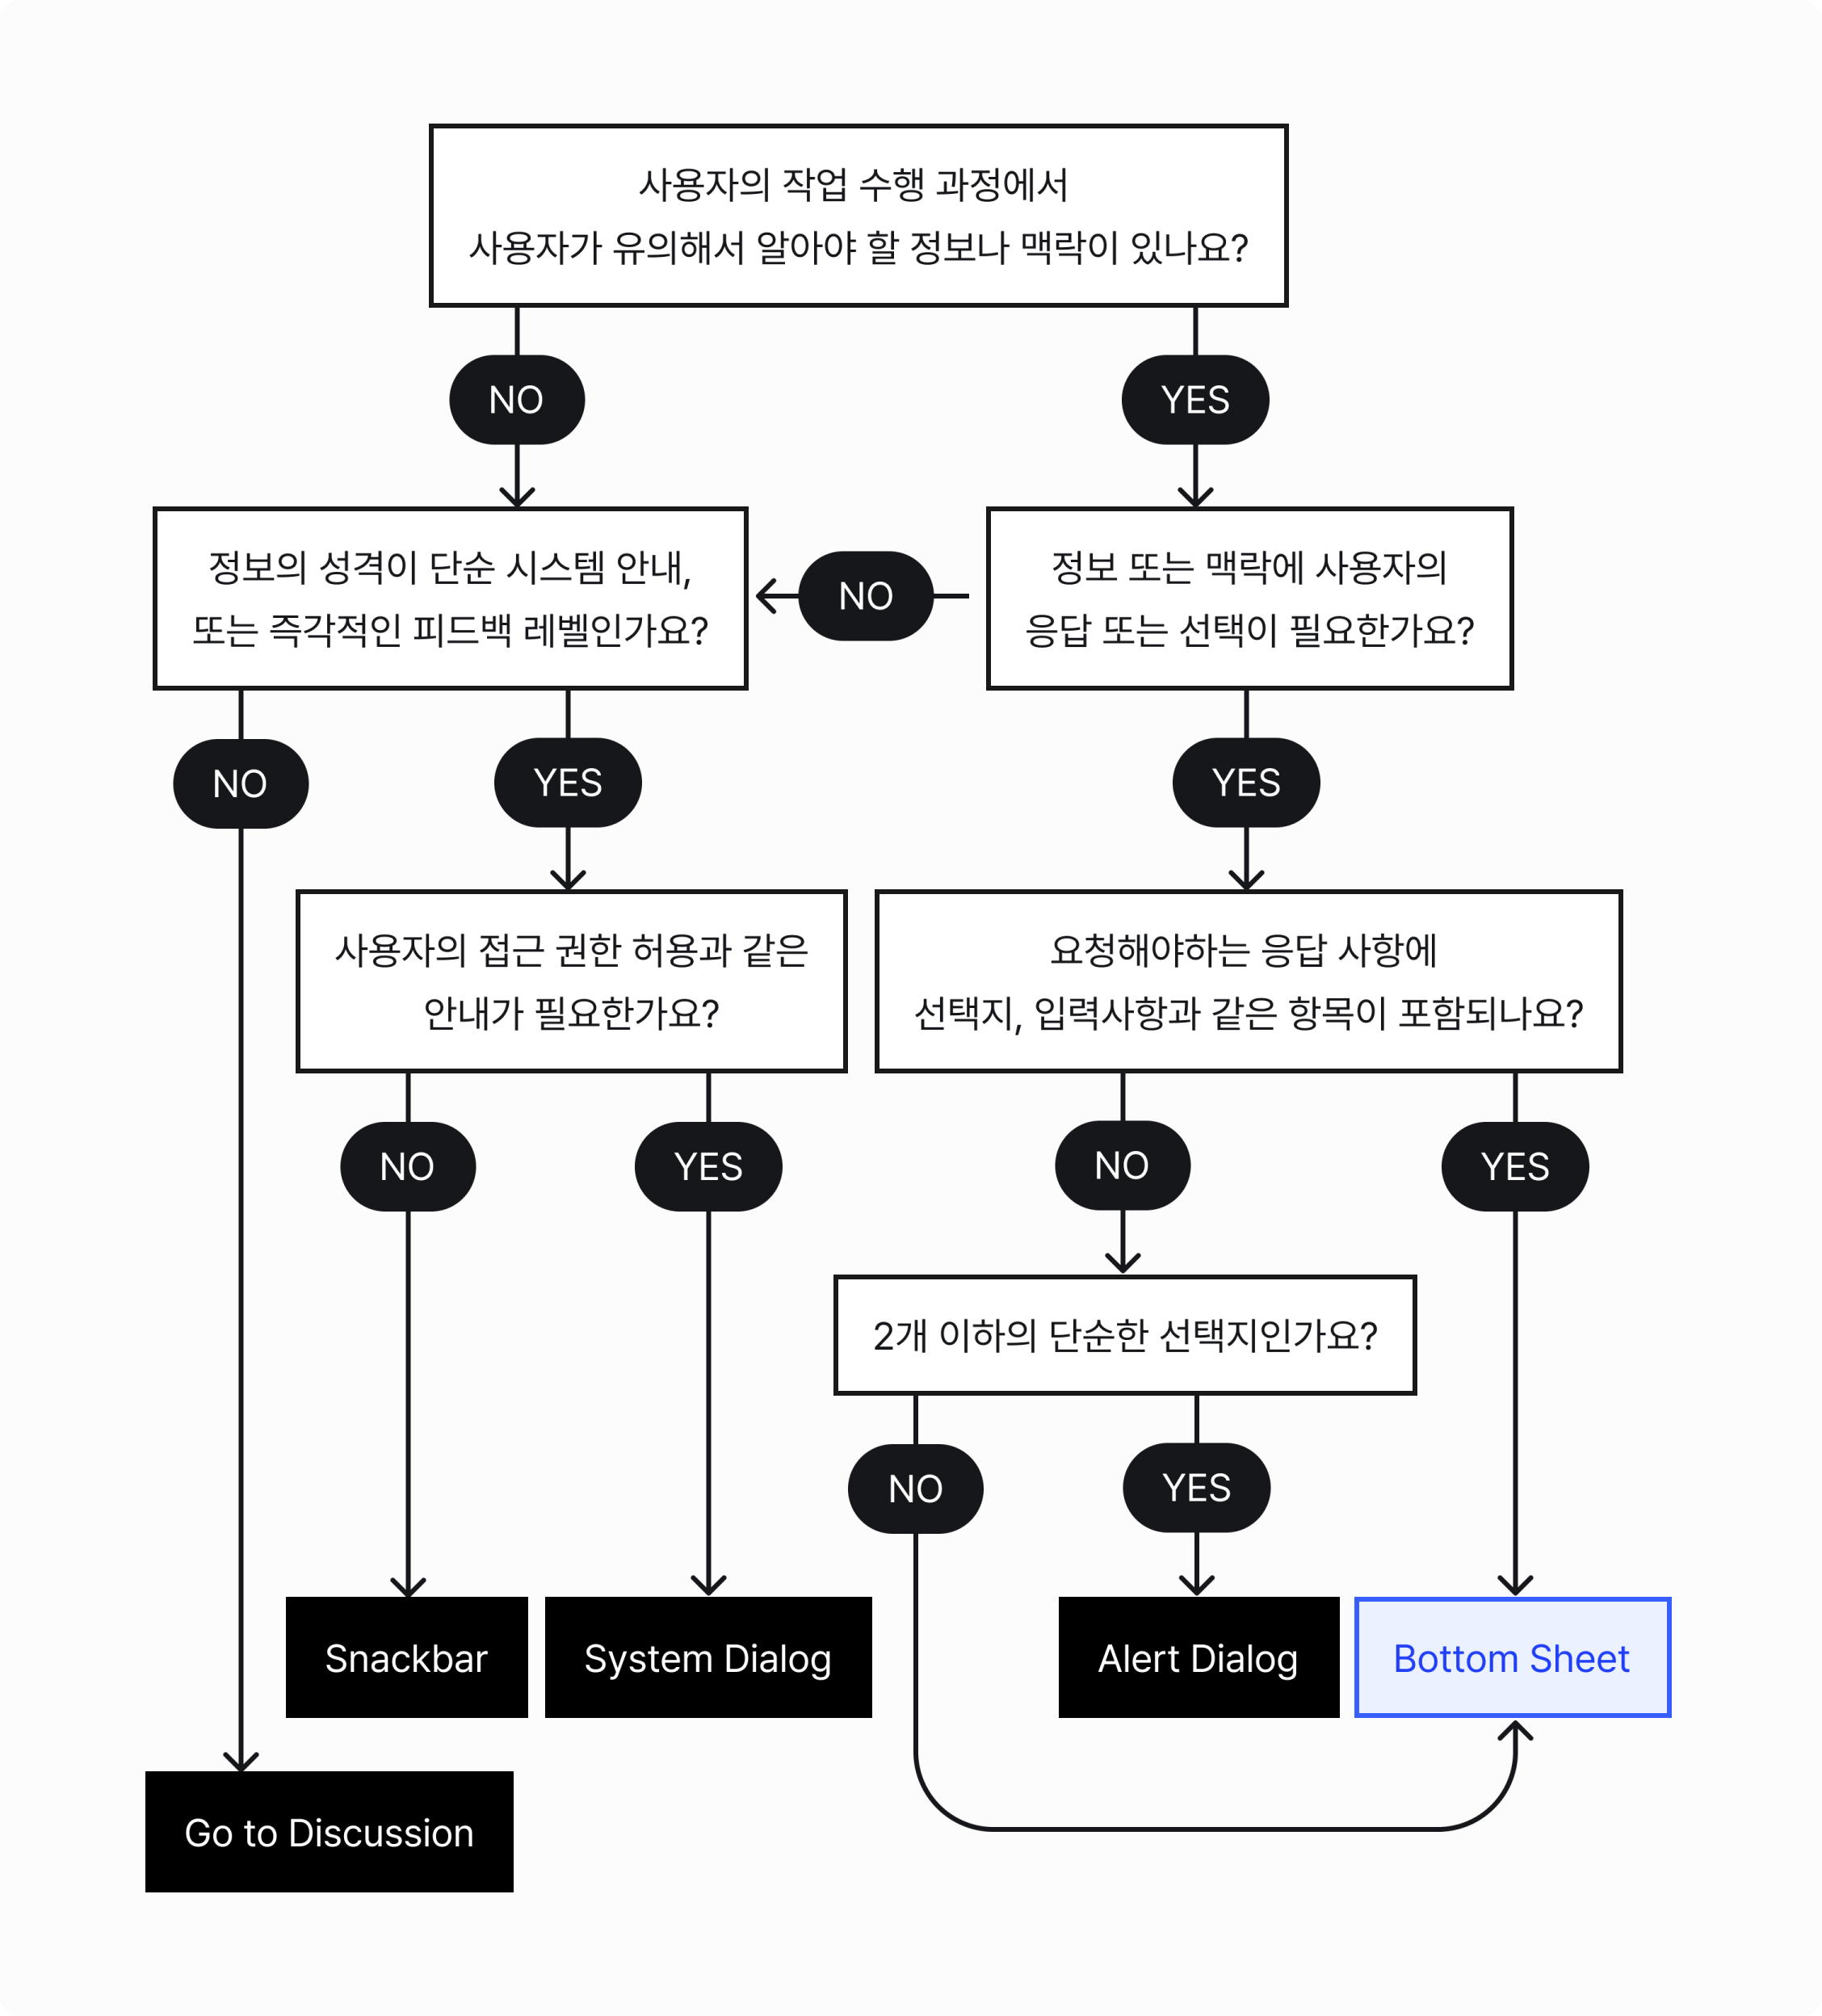 사용자의 작업 수행 과정에서
사용자가 유의해서 알아야 할 정보나 맥락이 있나요?
NO
YES
정보의 성격이 단순 시스템 안내,
또는 즉각적인 피드백 레벨인가요?
NO
정보 또는 맥락에 사용자의
응답 또는 선택이 필요한가요?
NO
YES
YES
사용자의 접근 권한 허용과 같은
안내가 필요한가요?
요청해야하는 응답 사항에
선택지, 입력사항과 같은 항목이 포함되나요?
NO
YES
NO
YES
2개 이하의 단순한 선택지인가요?
NO
YES
Snackbar
System Dialog
Alert Dialog
Bottom Sheet
Go to Discussion